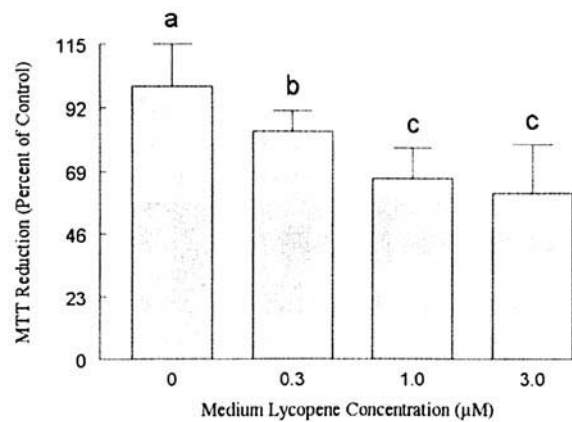 a
115
b
92
c
c
69
46
23
0
MTT Reduction (Percent of Control)
0
0.3
1.0
3.0
Medium Lycopene Concentration (µM)